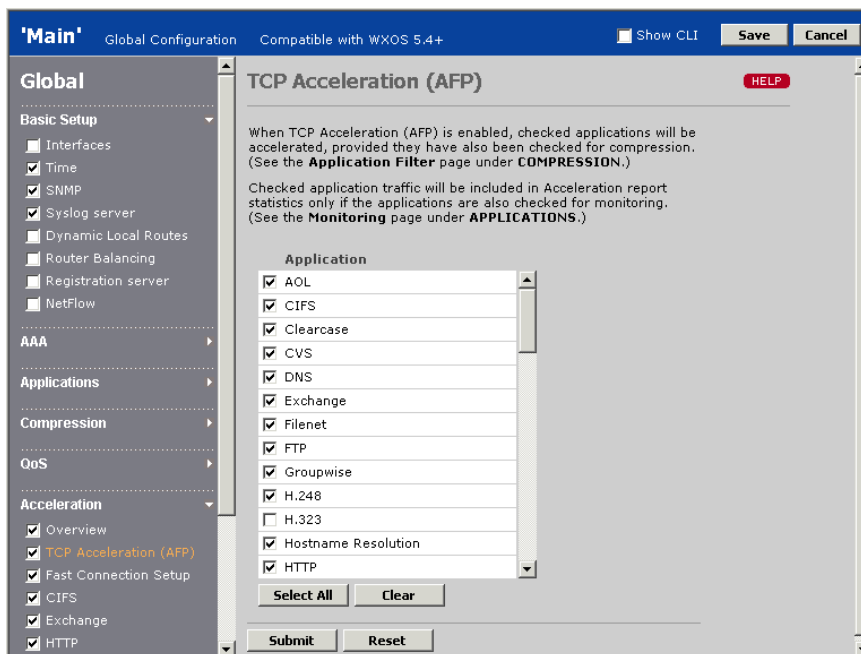 'Main' Global Configuration Compatible with WXOS 5.4+ Show CLI Save Cancel
Global
Basic Setup
Interfaces
Time
SNMP
Syslog server
Dynamic Local Routes
Router Balancing
Registration server
NetFlow
AAA
Applications
Compression
QoS
Acceleration
Overview
TCP Acceleration (AFP)
Fast Connection Setup
CIFS
Exchange
HTTP
TCP Acceleration (AFP) HELP
When TCP Acceleration (AFP) is enabled, checked applications will be
accelerated, provided they have also been checked for compression.
(See the Application Filter page under COMPRESSION.)
Checked application traffic will be included in Acceleration report
statistics only if the applications are also checked for monitoring.
(See the Monitoring page under APPLICATIONS.)
Application
AOL
CIFS
Clearcase
CVS
DNS
Exchange
Filenet
FTP
Groupwise
H.248
H.323
Hostname Resolution
HTTP
Select All Clear
Submit Reset